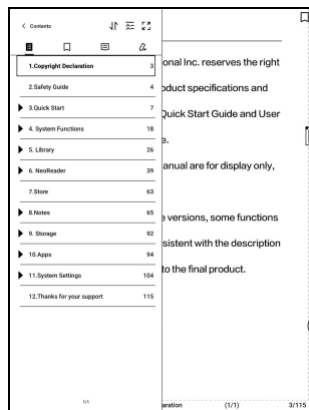 Contents
1.Copyright Declaration 3
2.Safety Guide 4
3.Quick Start 7
4. System Functions 18
5. Library 26
6. NeoReader 39
7.Store 63
8.Notes 65
9. Storage 92
10.Apps 94
11.System Settings 104
12.Thanks for your support 115
1/1
onal Inc. reserves the right
oduct specifications and
Quick Start Guide and User
e.
anual are for display only,
e versions, some functions
sistent with the description
to the final product.
aration (1/1) 3/115